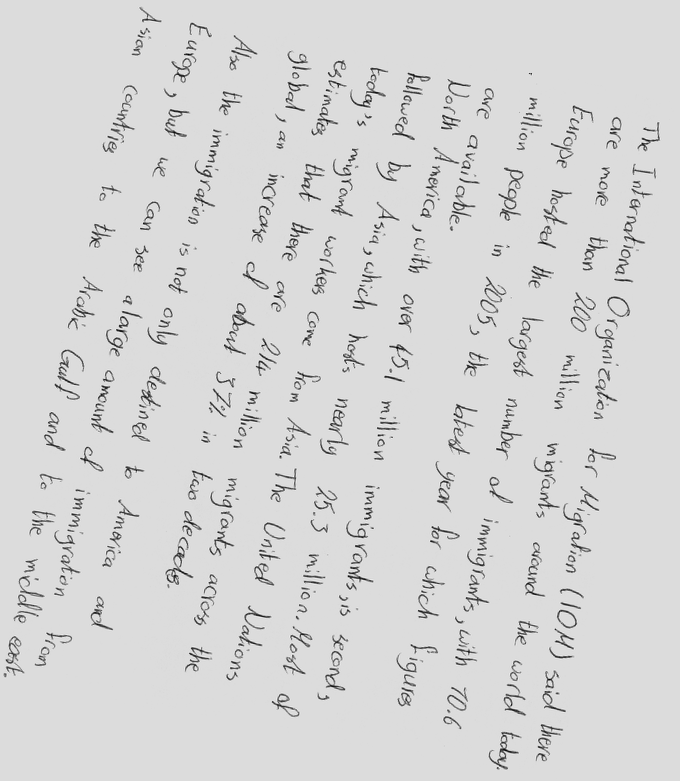 The International Organization for Migration (IOM) said there
are more than 200 million migrants around the world today.
Europe hosted the largest number of immigrants, with 70.6
million people in 2005, the latest year for which figures
are available.
North America, with over 45.1 million immigrants, is second,
followed by Asia, which hosts nearly 25.3 million. Most of
today's migrant workers come from Asia. The United Nations
estimates that there are 214 million migrants across the
global, an increase of about 37% in two decades.
Also the immigration is not only destined to America and
Europe, but we can see a large amount of immigration from
Asian countries to the Arabic Gulf and to the middle east.